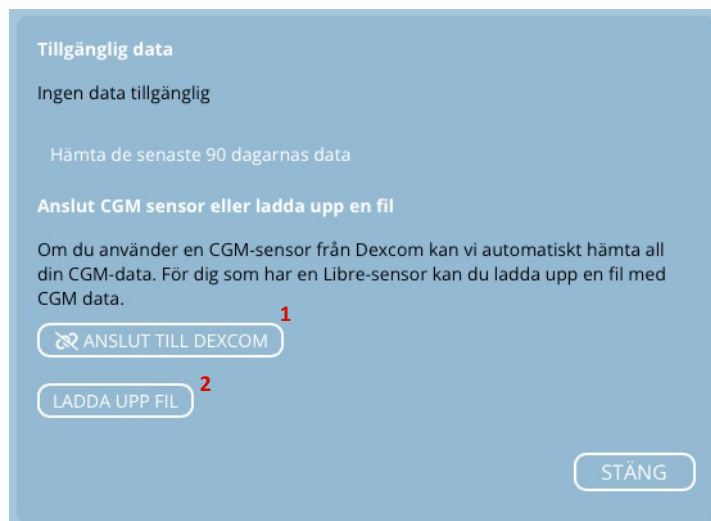 Tillgänglig data
Ingen data tillgänglig
Hämta de senaste 90 dagarnas data
Anslut CGM sensor eller ladda upp en fil
Om du använder en CGM-sensor från Dexcom kan vi automatiskt hämta all
din CGM-data. För dig som har en Libre-sensor kan du ladda upp en fil med
CGM data.
1
ANSLUT TILL DEXCOM
2
LADDA UPP FIL
STÄNG